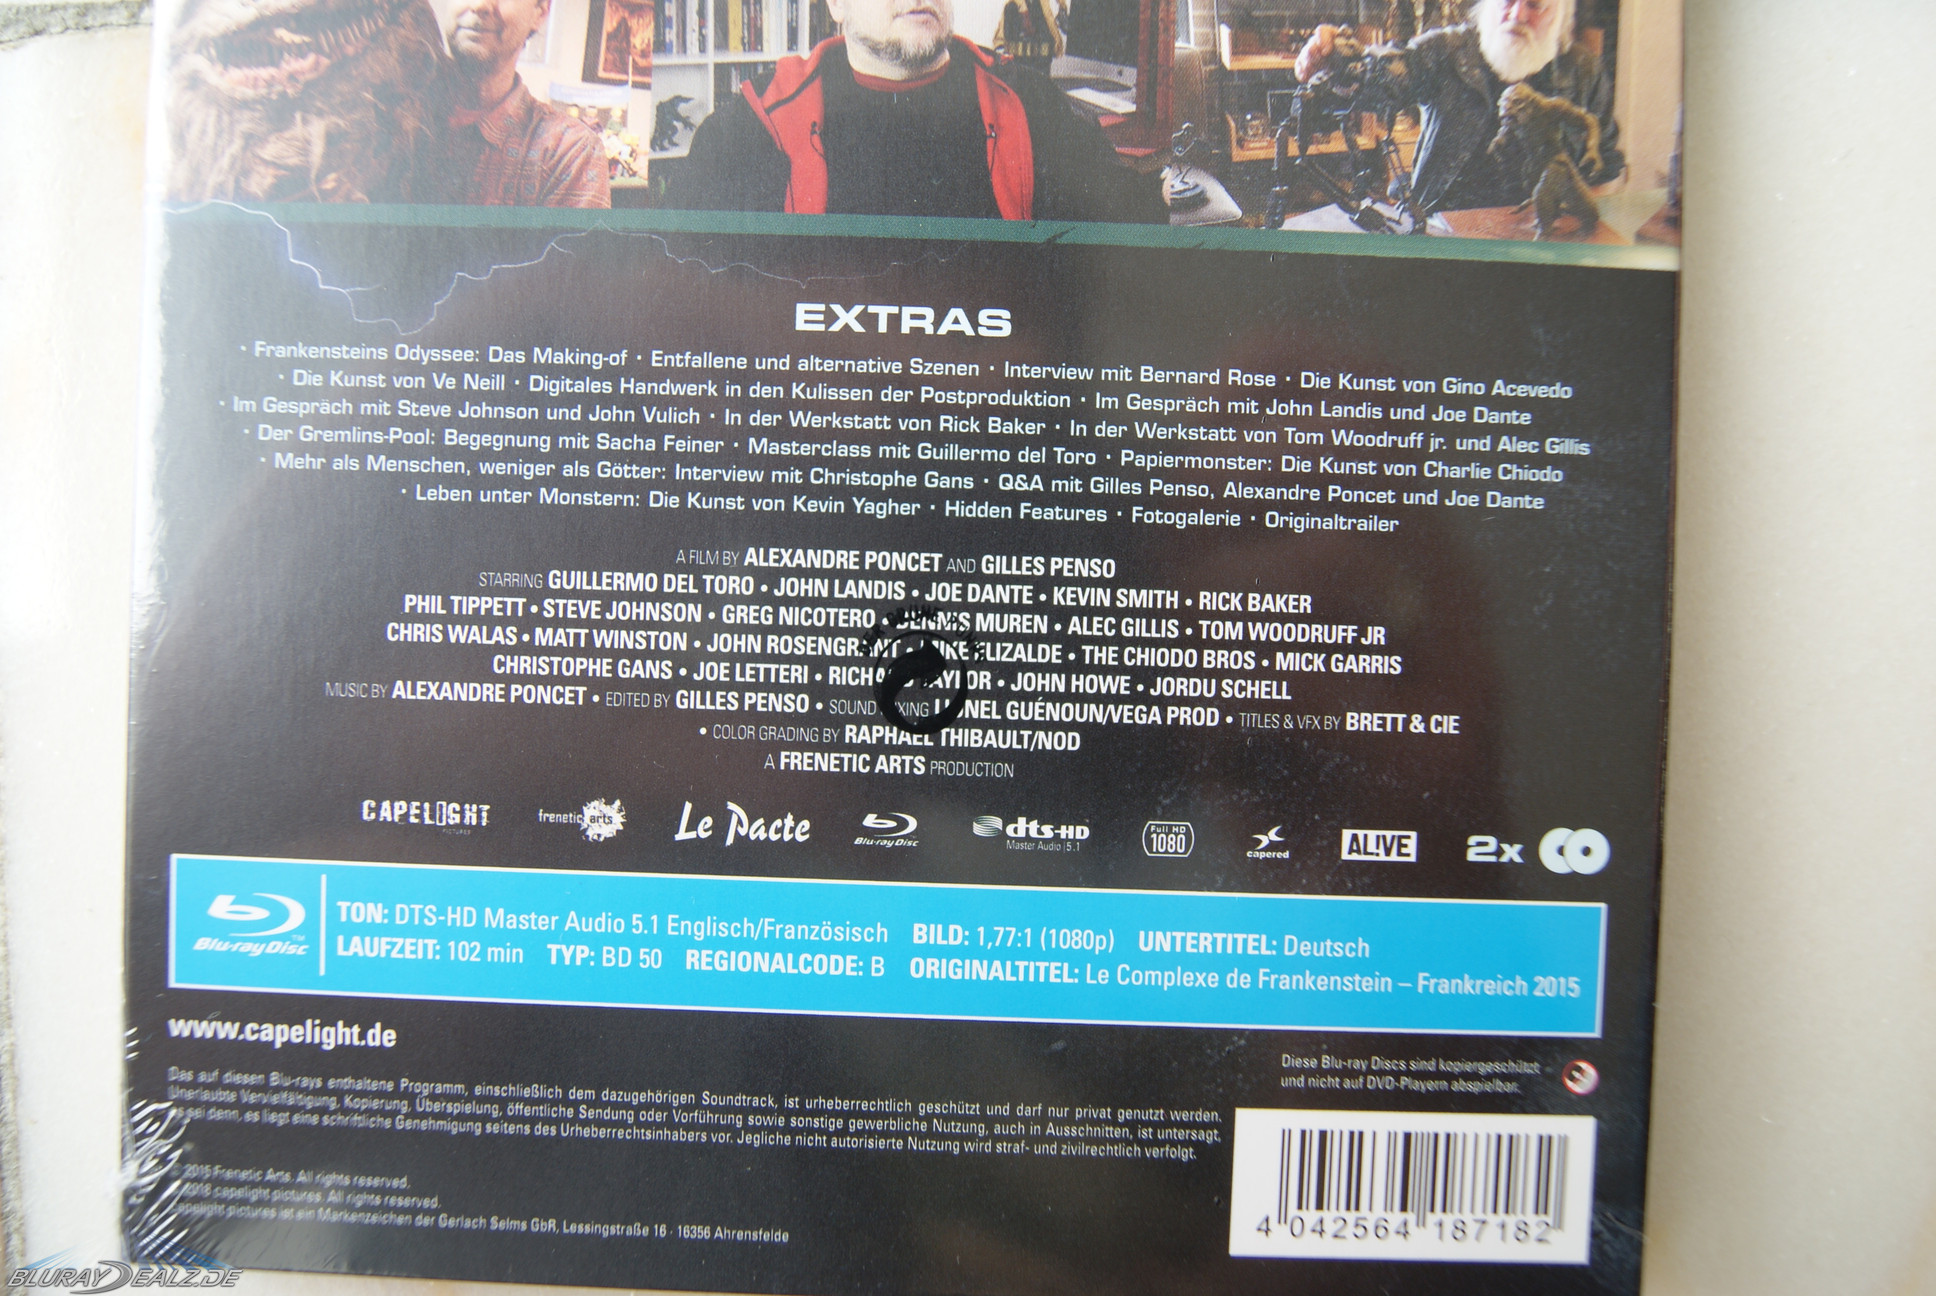 EXTRAS
· Frankensteins Odyssee: Das Making-of · Entfallene und alternative Szenen · Interview mit Bernard Rose · Die Kunst von Gino Acevedo
· Die Kunst von Ve Neill · Digitales Handwerk in den Kulissen der Postproduktion · Im Gespräch mit John Landis und Joe Dante
· Im Gespräch mit Steve Johnson und John Vulich · In der Werkstatt von Rick Baker · In der Werkstatt von Tom Woodruff jr. und Alec Gillis
· Der Gremlins-Pool: Begegnung mit Sacha Feiner · Masterclass mit Guillermo del Toro · Papiermonster: Die Kunst von Charlie Chiodo
· Mehr als Menschen, weniger als Götter: Interview mit Christophe Gans · Q&A mit Gilles Penso, Alexandre Poncet und Joe Dante
· Leben unter Monstern: Die Kunst von Kevin Yagher · Hidden Features · Fotogalerie · Originaltrailer
A FILM BY ALEXANDRE PONCET AND GILLES PENSO
STARRING GUILLERMO DEL TORO • JOHN LANDIS • JOE DANTE • KEVIN SMITH • RICK BAKER
PHIL TIPPETT • STEVE JOHNSON • GREG NICOTERO • DENNIS MUREN • ALEC GILLIS • TOM WOODRUFF JR
CHRIS WALAS • MATT WINSTON • JOHN ROSENGRANT • MIKE ELIZALDE • THE CHIODO BROS • MICK GARRIS
CHRISTOPHE GANS • JOE LETTERI • RICHARD TAYLOR • JOHN HOWE • JORDU SCHELL
MUSIC BY ALEXANDRE PONCET • EDITED BY GILLES PENSO • SOUND MIXING LIONEL GUÉNOUN/VEGA PROD • TITLES & VFX BY BRETT & CIE
• COLOR GRADING BY RAPHAEL THIBAULT/NOD
A FRENETIC ARTS PRODUCTION
CAPELIGHT PICTURES frenetic arts Le Pacte Blu-ray Disc dts-HD Master Audio | 5.1 Full HD 1080 capered AL!VE 2x
Blu-ray Disc™
TON: DTS-HD Master Audio 5.1 Englisch/Französisch BILD: 1,77:1 (1080p) UNTERTITEL: Deutsch
LAUFZEIT: 102 min TYP: BD 50 REGIONALCODE: B ORIGINALTITEL: Le Complexe de Frankenstein – Frankreich 2015
www.capelight.de
Diese Blu-ray Discs sind kopiergeschützt
und nicht auf DVD-Playern abspielbar.
Das auf diesen Blu-rays enthaltene Programm, einschließlich dem dazugehörigen Soundtrack, ist urheberrechtlich geschützt und darf nur privat genutzt werden.
Unerlaubte Vervielfältigung, Kopierung, Überspielung, öffentliche Sendung oder Vorführung sowie sonstige gewerbliche Nutzung, auch in Ausschnitten, ist untersagt,
es sei denn, es liegt eine schriftliche Genehmigung seitens des Urheberrechtsinhabers vor. Jegliche nicht autorisierte Nutzung wird straf- und zivilrechtlich verfolgt.
© 2015 Frenetic Arts. All rights reserved.
© 2018 capelight pictures. All rights reserved.
Capelight pictures ist ein Markenzeichen der Gerlach Selms GbR, Lessingstraße 16 · 16356 Ahrensfelde
4 042564 187182
BLURAYDEALZ.DE